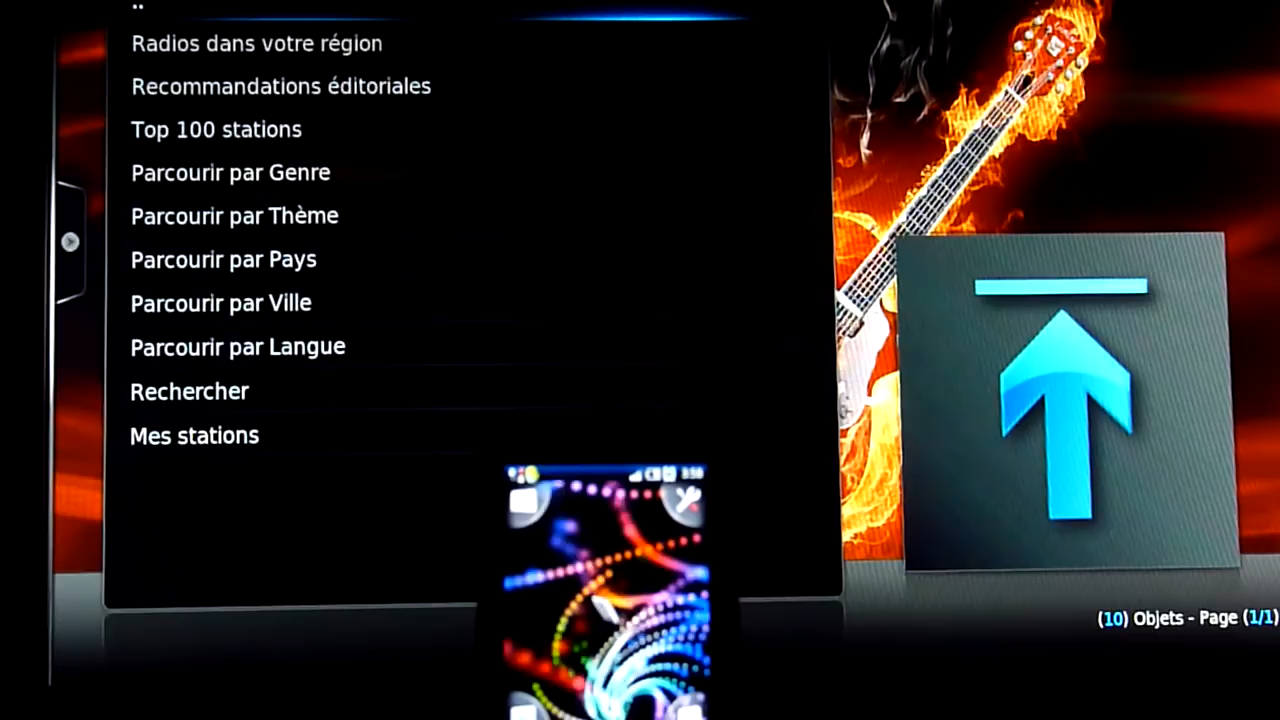 ..
Radios dans votre région
Recommandations éditoriales
Top 100 stations
Parcourir par Genre
Parcourir par Thème
Parcourir par Pays
Parcourir par Ville
Parcourir par Langue
Rechercher
Mes stations
(10) Objets - Page (1/1)